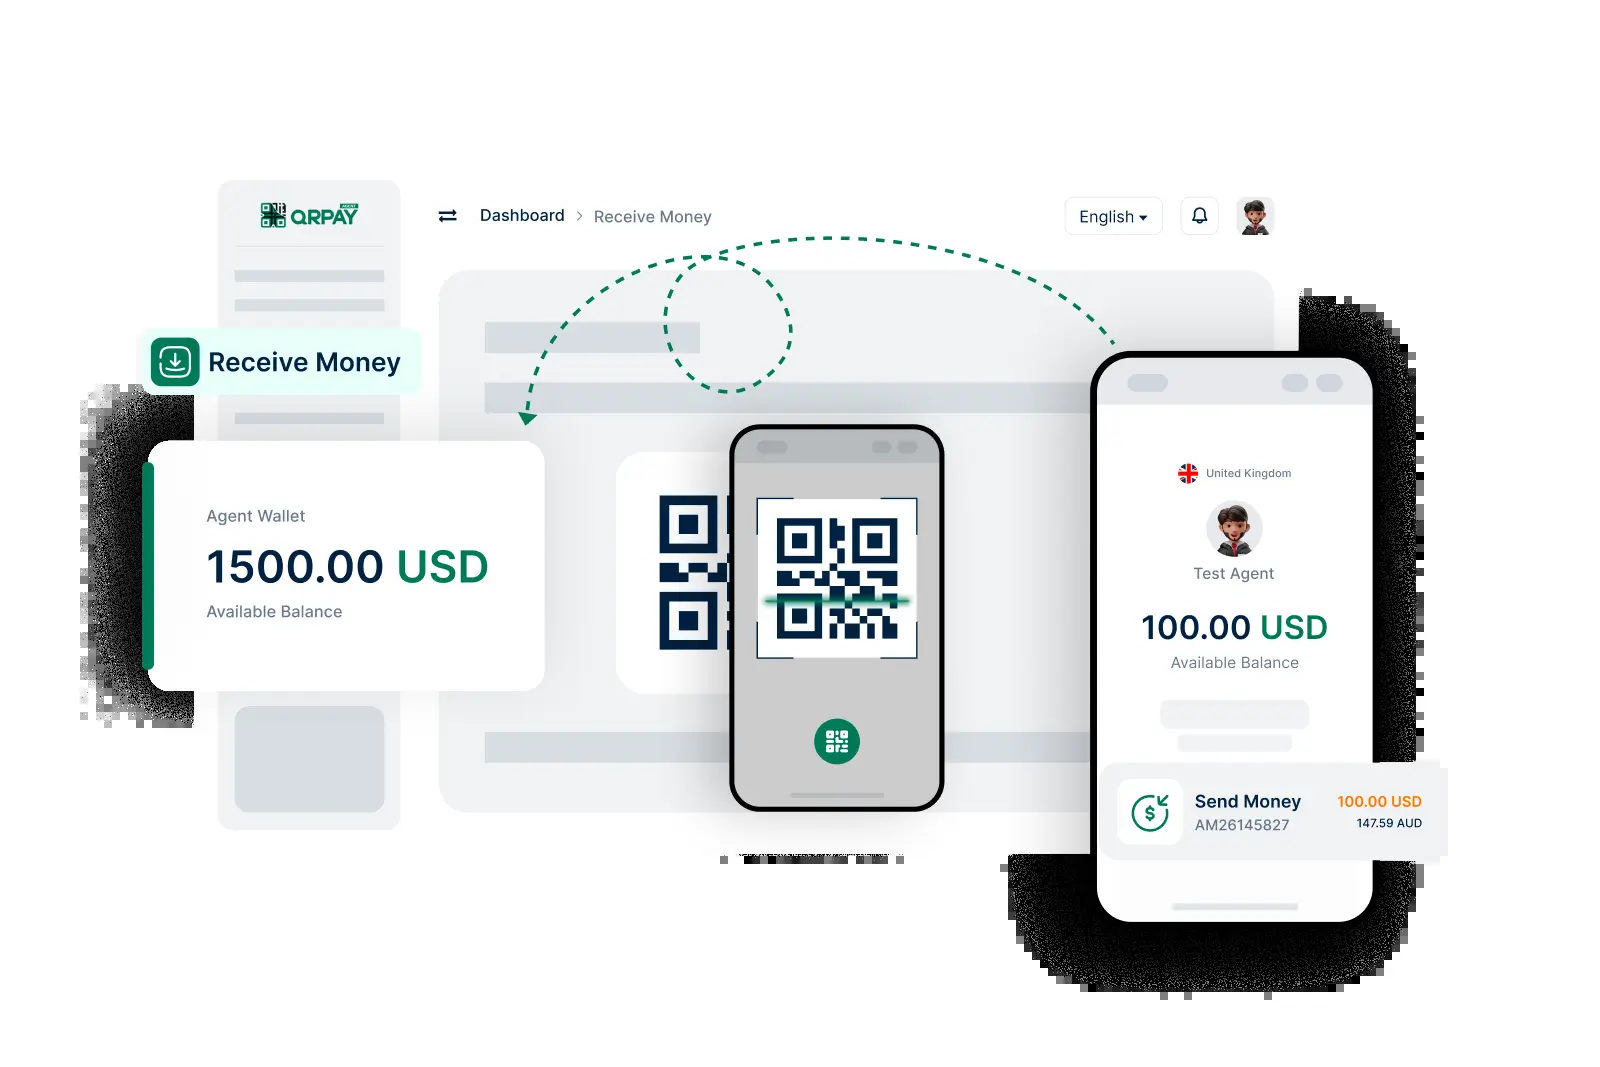 AGENT
QRPAY
Dashboard > Receive Money
English
Receive Money
Agent Wallet
1500.00 USD
Available Balance
United Kingdom
Test Agent
100.00 USD
Available Balance
Send Money
100.00 USD
AM26145827
147.59 AUD